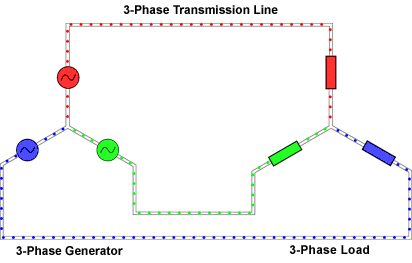 3-Phase Transmission Line
3-Phase Generator
3-Phase Load